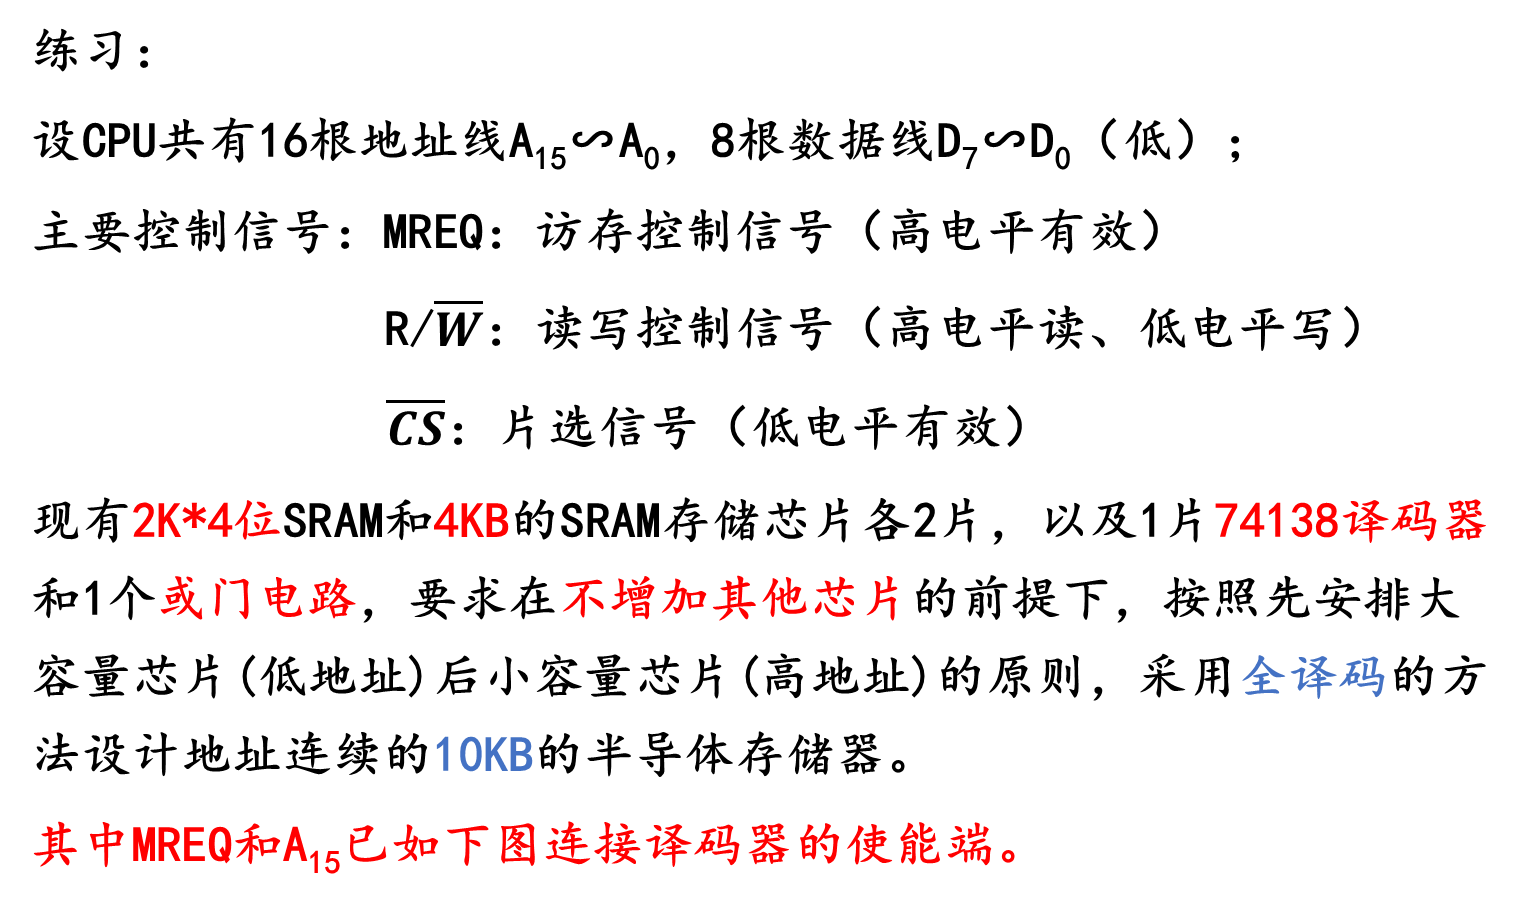 练习：
设CPU共有16根地址线A₁₅∽A₀，8根数据线D₇∽D₀（低）；
主要控制信号：MREQ：访存控制信号（高电平有效）
R/W̅：读写控制信号（高电平读、低电平写）
C̅S̅：片选信号（低电平有效）
现有2K*4位SRAM和4KB的SRAM存储芯片各2片，以及1片74138译码器
和1个或门电路，要求在不增加其他芯片的前提下，按照先安排大
容量芯片(低地址)后小容量芯片(高地址)的原则，采用全译码的方
法设计地址连续的10KB的半导体存储器。
其中MREQ和A₁₅已如下图连接译码器的使能端。